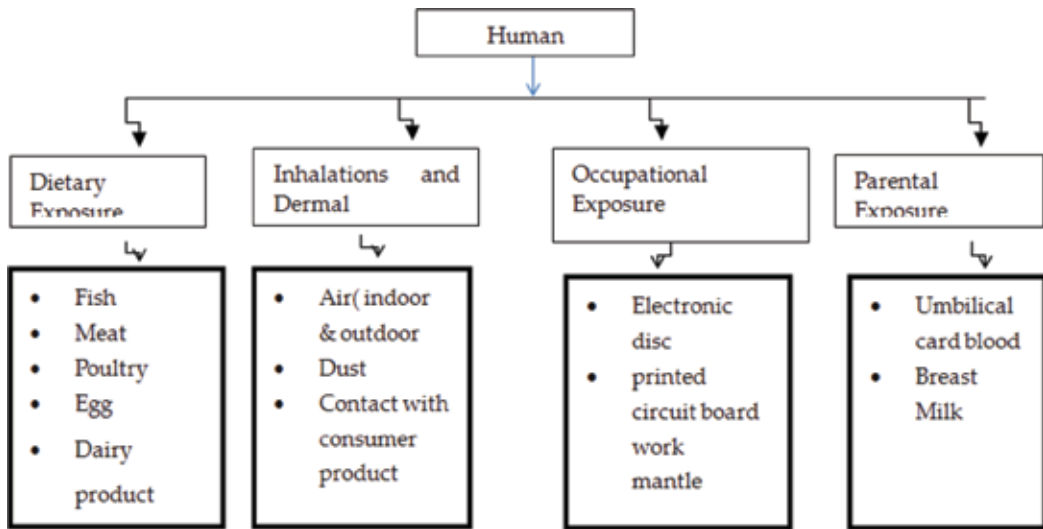 Human
Dietary
Exposure
Inhalations and
Dermal
Occupational
Exposure
Parental
Exposure
• Fish
• Meat
• Poultry
• Egg
• Dairy
product
• Air( indoor
& outdoor
• Dust
• Contact with
consumer
product
• Electronic
disc
• printed
circuit board
work
mantle
• Umbilical
card blood
• Breast
Milk